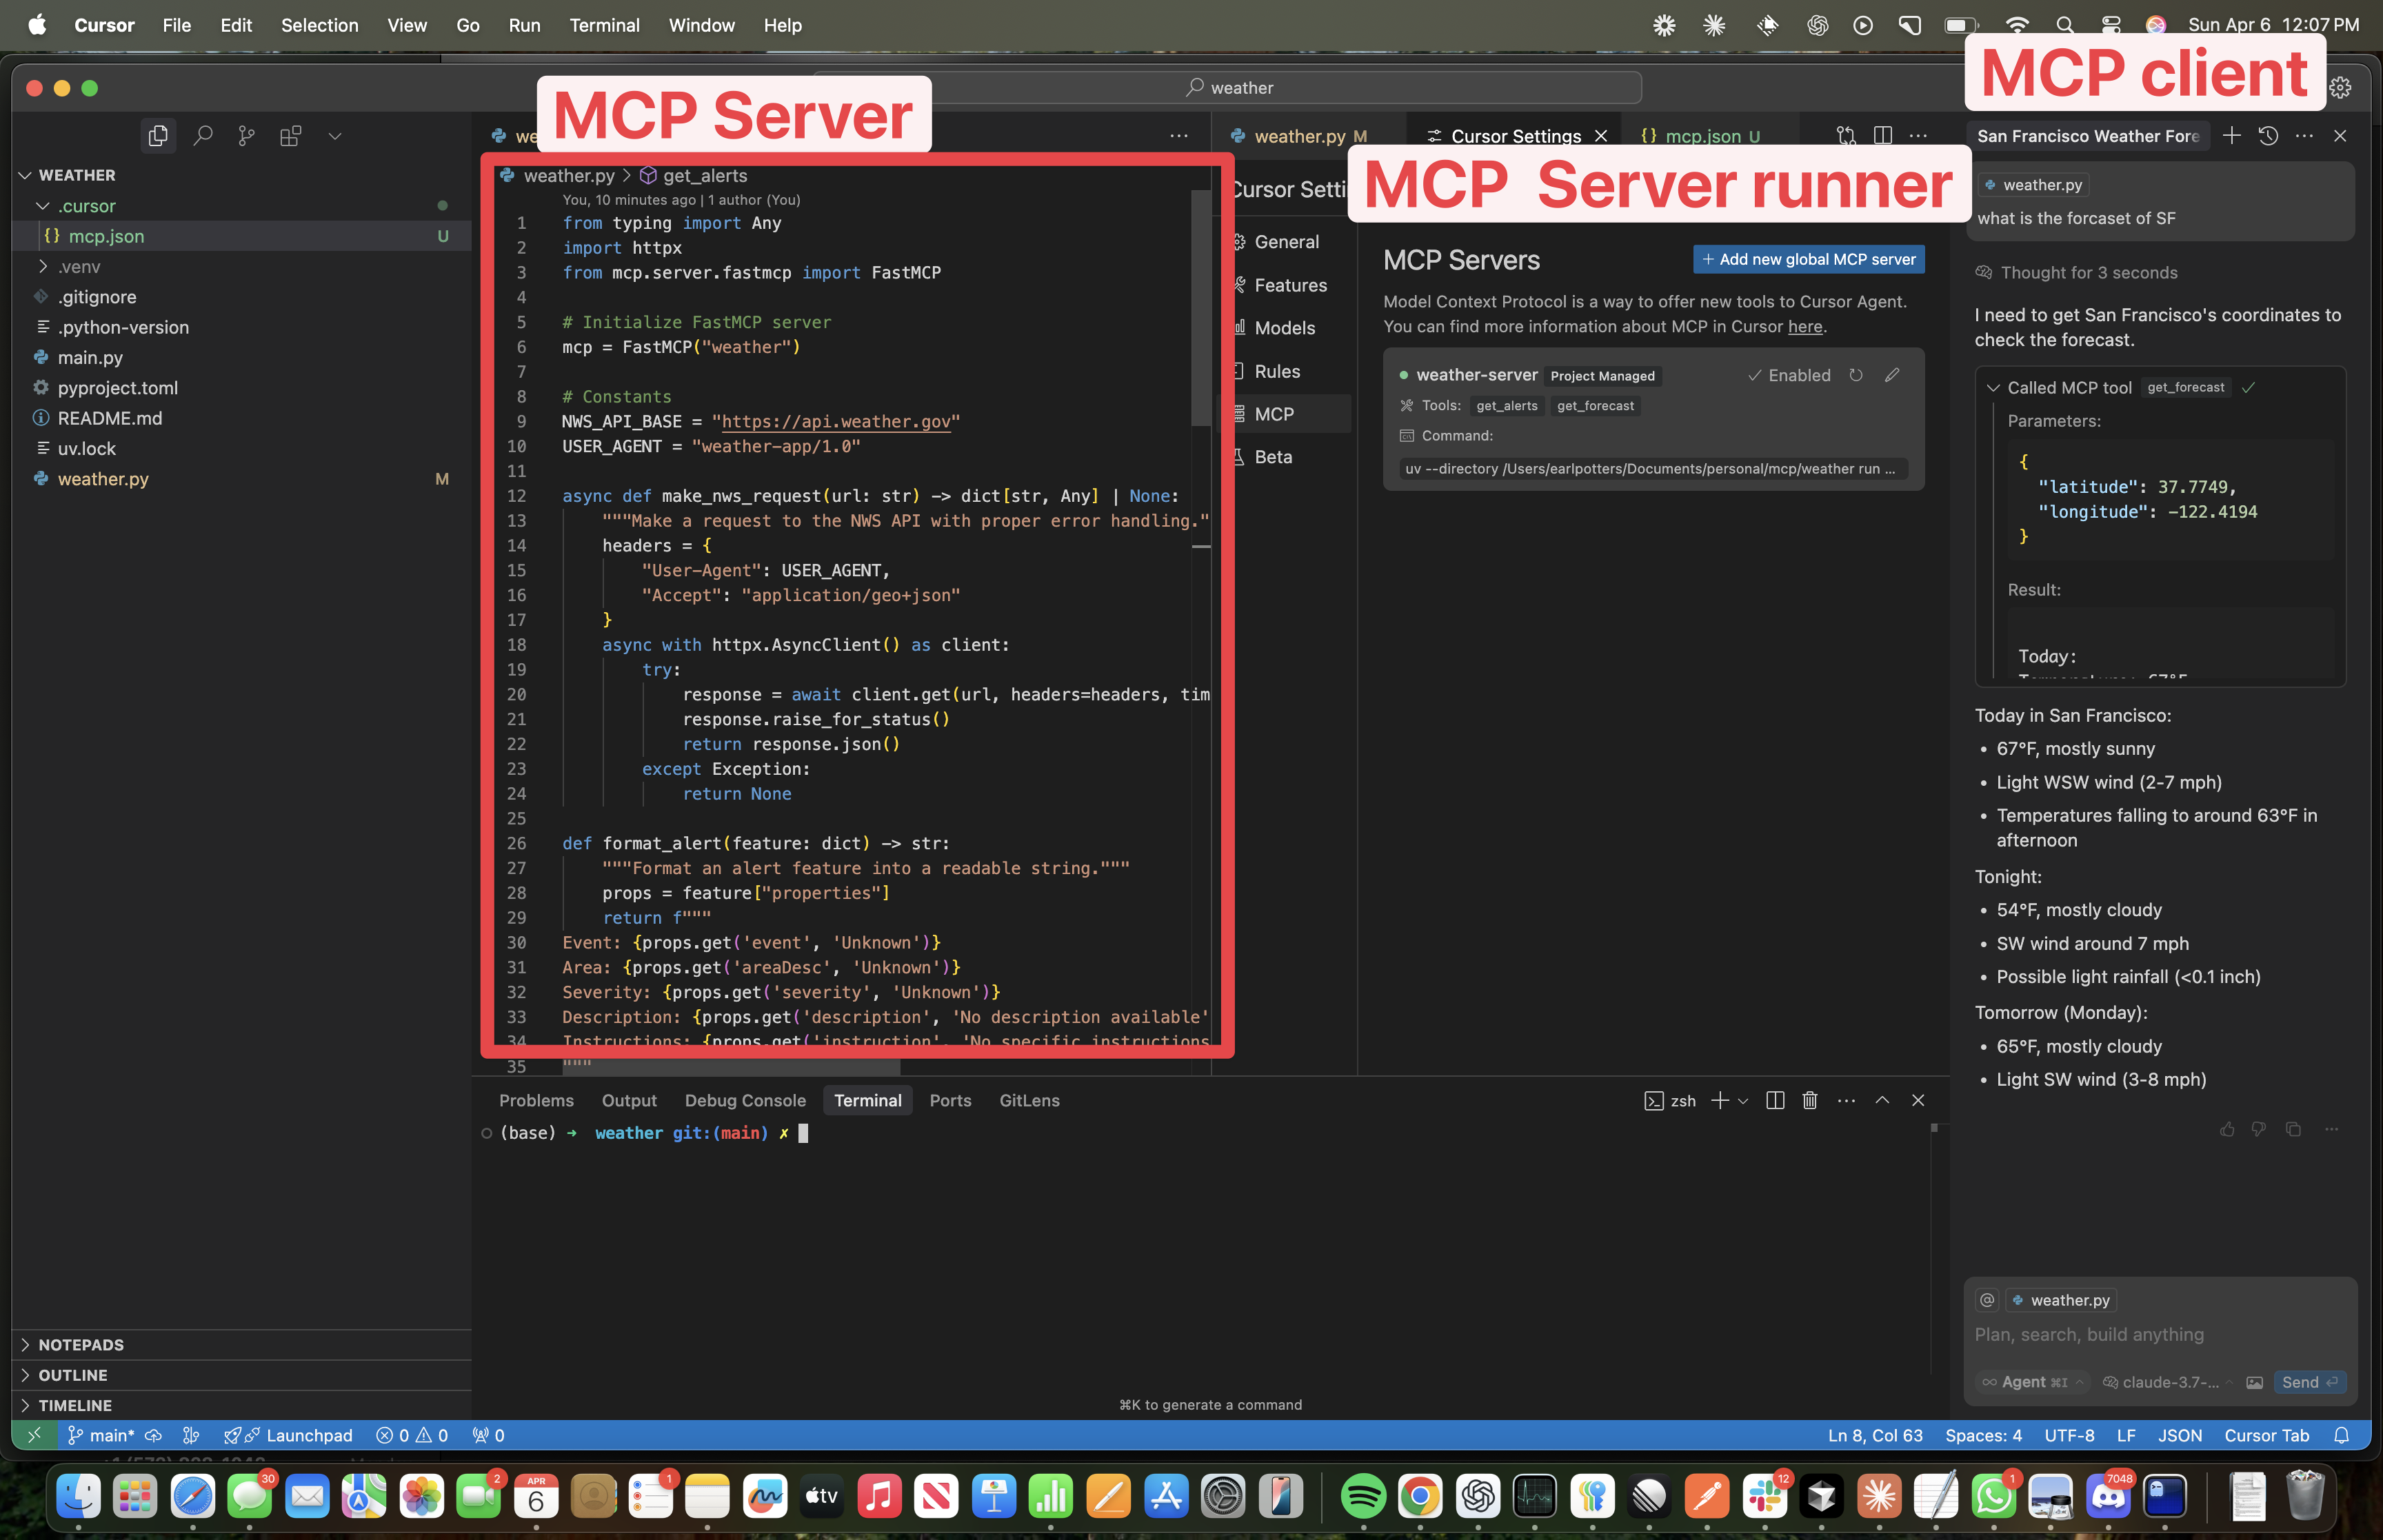 Cursor File Edit Selection View Go Run Terminal Window Help
Sun Apr 6 12:07 PM
MCP Server
MCP Server runner
MCP client
weather
WEATHER
.cursor
mcp.json U
.venv
.gitignore
.python-version
main.py
pyproject.toml
README.md
uv.lock
weather.py M
NOTEPADS
OUTLINE
TIMELINE
we
weather.py > get_alerts
You, 10 minutes ago | 1 author (You)
1 from typing import Any
2 import httpx
3 from mcp.server.fastmcp import FastMCP
4
5 # Initialize FastMCP server
6 mcp = FastMCP("weather")
7
8 # Constants
9 NWS_API_BASE = "https://api.weather.gov"
10 USER_AGENT = "weather-app/1.0"
11
12 async def make_nws_request(url: str) -> dict[str, Any] | None:
13 """Make a request to the NWS API with proper error handling."
14 headers = {
15 "User-Agent": USER_AGENT,
16 "Accept": "application/geo+json"
17 }
18 async with httpx.AsyncClient() as client:
19 try:
20 response = await client.get(url, headers=headers, tim
21 response.raise_for_status()
22 return response.json()
23 except Exception:
24 return None
25
26 def format_alert(feature: dict) -> str:
27 """Format an alert feature into a readable string."""
28 props = feature["properties"]
29 return f"""
30 Event: {props.get('event', 'Unknown')}
31 Area: {props.get('areaDesc', 'Unknown')}
32 Severity: {props.get('severity', 'Unknown')}
33 Description: {props.get('description', 'No description available'
34 Instructions: {props.get('instruction', 'No specific instructions
35 """
weather.py M
Cursor Settings
{} mcp.json U
Cursor Setti
General
Features
Models
Rules
MCP
Beta
MCP Servers
+ Add new global MCP server
Model Context Protocol is a way to offer new tools to Cursor Agent.
You can find more information about MCP in Cursor here.
weather-server Project Managed Enabled
Tools: get_alerts get_forecast
Command:
uv --directory /Users/earlpotters/Documents/personal/mcp/weather run ...
Problems Output Debug Console Terminal Ports GitLens
zsh
(base) → weather git:(main) ✗
⌘K to generate a command
San Francisco Weather Fore
weather.py
what is the forcaset of SF
Thought for 3 seconds
I need to get San Francisco's coordinates to
check the forecast.
Called MCP tool get_forecast
Parameters:
{
"latitude": 37.7749,
"longitude": -122.4194
}
Result:
Today:
Temperature: 67°F
Today in San Francisco:
• 67°F, mostly sunny
• Light WSW wind (2-7 mph)
• Temperatures falling to around 63°F in
afternoon
Tonight:
• 54°F, mostly cloudy
• SW wind around 7 mph
• Possible light rainfall (<0.1 inch)
Tomorrow (Monday):
• 65°F, mostly cloudy
• Light SW wind (3-8 mph)
@ weather.py
Plan, search, build anything
Agent ⌘I claude-3.7-... Send
main* Launchpad 0 0 0
Ln 8, Col 63 Spaces: 4 UTF-8 LF JSON Cursor Tab
30
2
APR
6
1
tv
12
1
7048